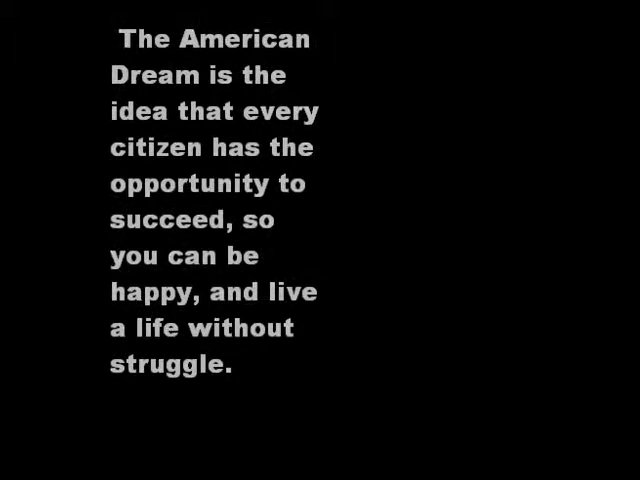 The American
Dream is the
idea that every
citizen has the
opportunity to
succeed, so
you can be
happy, and live
a life without
struggle.